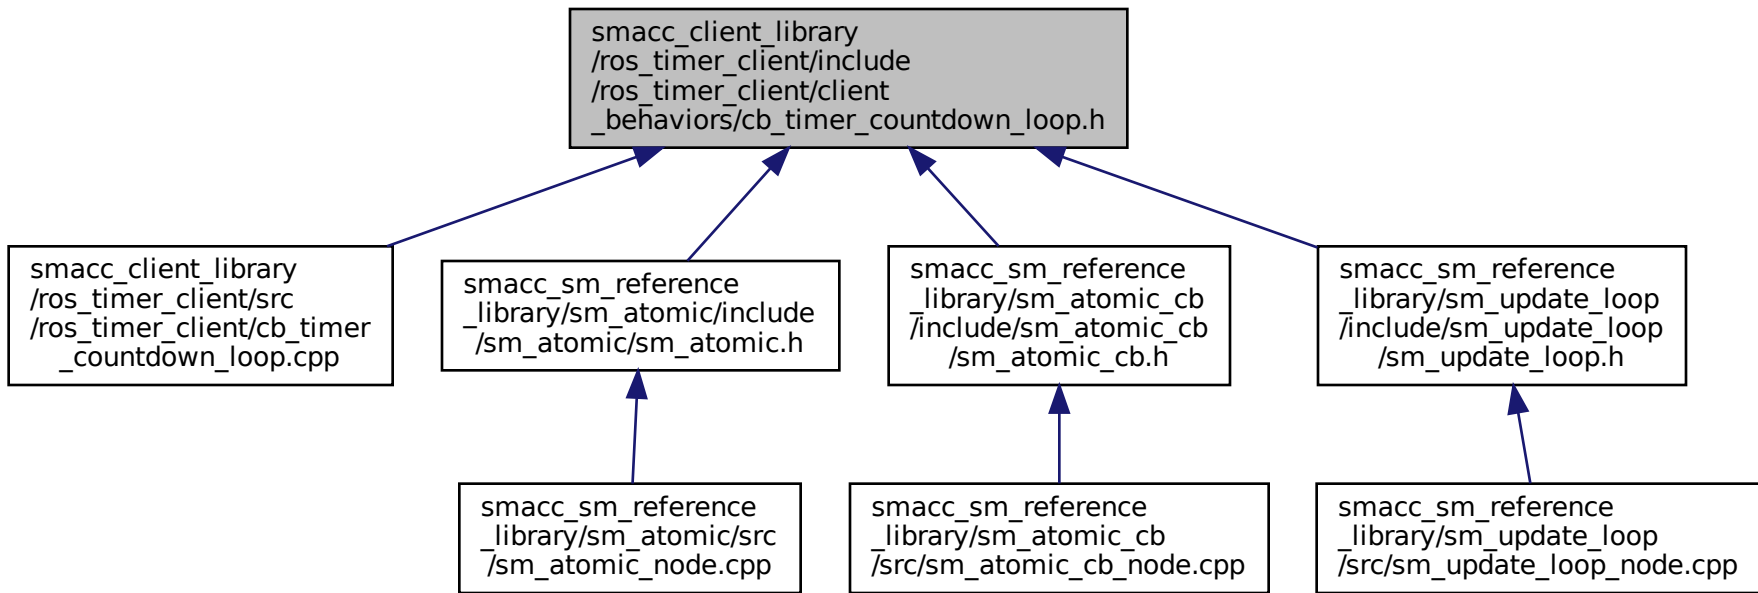 smacc_client_library
/ros_timer_client/include
/ros_timer_client/client
_behaviors/cb_timer_countdown_loop.h
smacc_client_library
/ros_timer_client/src
/ros_timer_client/cb_timer
_countdown_loop.cpp
smacc_sm_reference
_library/sm_atomic/include
/sm_atomic/sm_atomic.h
smacc_sm_reference
_library/sm_atomic_cb
/include/sm_atomic_cb
/sm_atomic_cb.h
smacc_sm_reference
_library/sm_update_loop
/include/sm_update_loop
/sm_update_loop.h
smacc_sm_reference
_library/sm_atomic/src
/sm_atomic_node.cpp
smacc_sm_reference
_library/sm_atomic_cb
/src/sm_atomic_cb_node.cpp
smacc_sm_reference
_library/sm_update_loop
/src/sm_update_loop_node.cpp